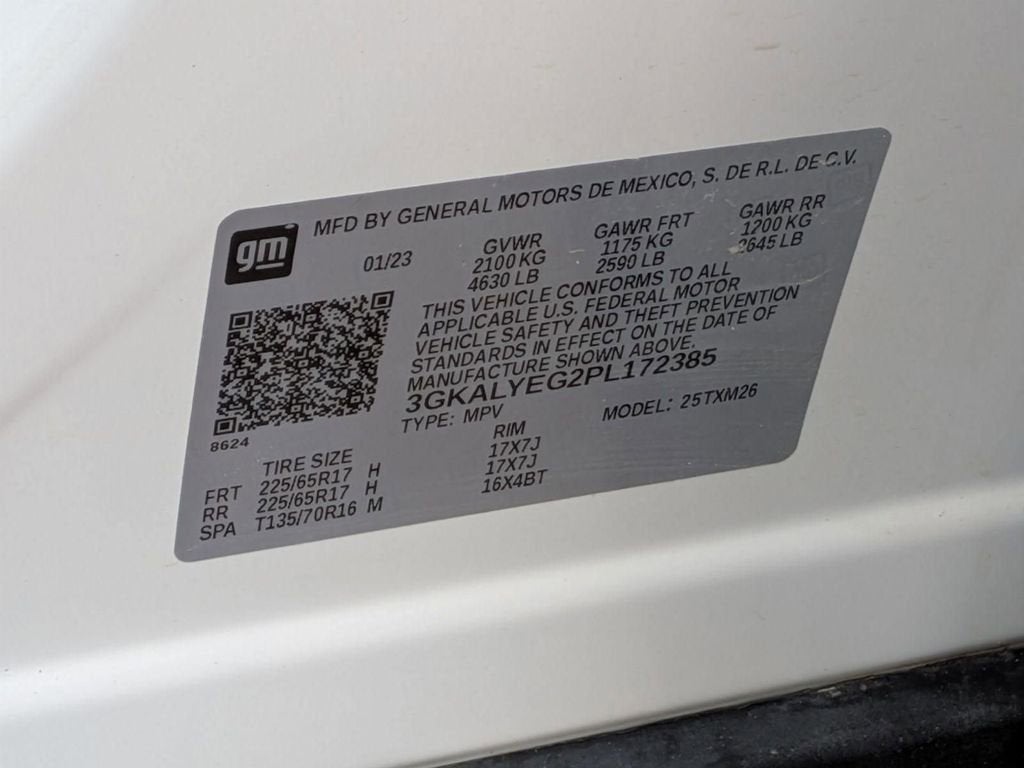 gm
MFD BY GENERAL MOTORS DE MEXICO, S. DE R.L. DE C.V.
01/23
GVWR
2100 KG
4630 LB
GAWR FRT
1175 KG
2590 LB
GAWR RR
1200 KG
2645 LB
THIS VEHICLE CONFORMS TO ALL
APPLICABLE U.S. FEDERAL MOTOR
VEHICLE SAFETY AND THEFT PREVENTION
STANDARDS IN EFFECT ON THE DATE OF
MANUFACTURE SHOWN ABOVE.
3GKALYEG2PL172385
TYPE: MPV MODEL: 25TXM26
8624
TIRE SIZE RIM
FRT 225/65R17 H 17X7J
RR 225/65R17 H 17X7J
SPA T135/70R16 M 16X4BT